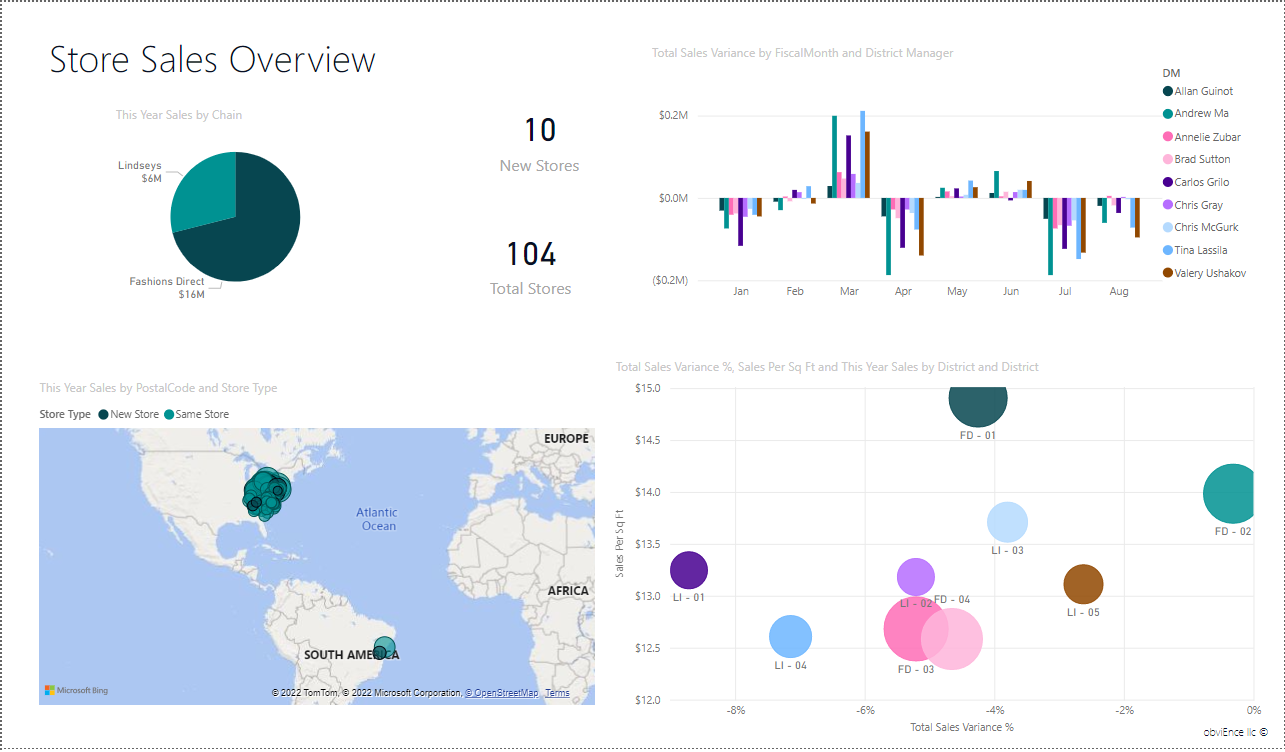 Store Sales Overview
This Year Sales by Chain
Lindseys
$6M
Fashions Direct
$16M
10
New Stores
104
Total Stores
Total Sales Variance by FiscalMonth and District Manager
$0.2M
$0.0M
($0.2M)
Jan Feb Mar Apr May Jun Jul Aug
DM
Allan Guinot
Andrew Ma
Annelie Zubar
Brad Sutton
Carlos Grilo
Chris Gray
Chris McGurk
Tina Lassila
Valery Ushakov
This Year Sales by PostalCode and Store Type
Store Type New Store Same Store
EUROPE
Atlantic
Ocean
AFRICA
SOUTH AMERICA
Microsoft Bing
© 2022 TomTom, © 2022 Microsoft Corporation, © OpenStreetMap Terms
Total Sales Variance %, Sales Per Sq Ft and This Year Sales by District and District
Sales Per Sq Ft
$15.0
$14.5
$14.0
$13.5
$13.0
$12.5
$12.0
FD - 01
FD - 02
LI - 03
LI - 01
LI - 02
FD - 04
LI - 05
LI - 04
FD - 03
-8% -6% -4% -2% 0%
Total Sales Variance %
obviEnce llc ©